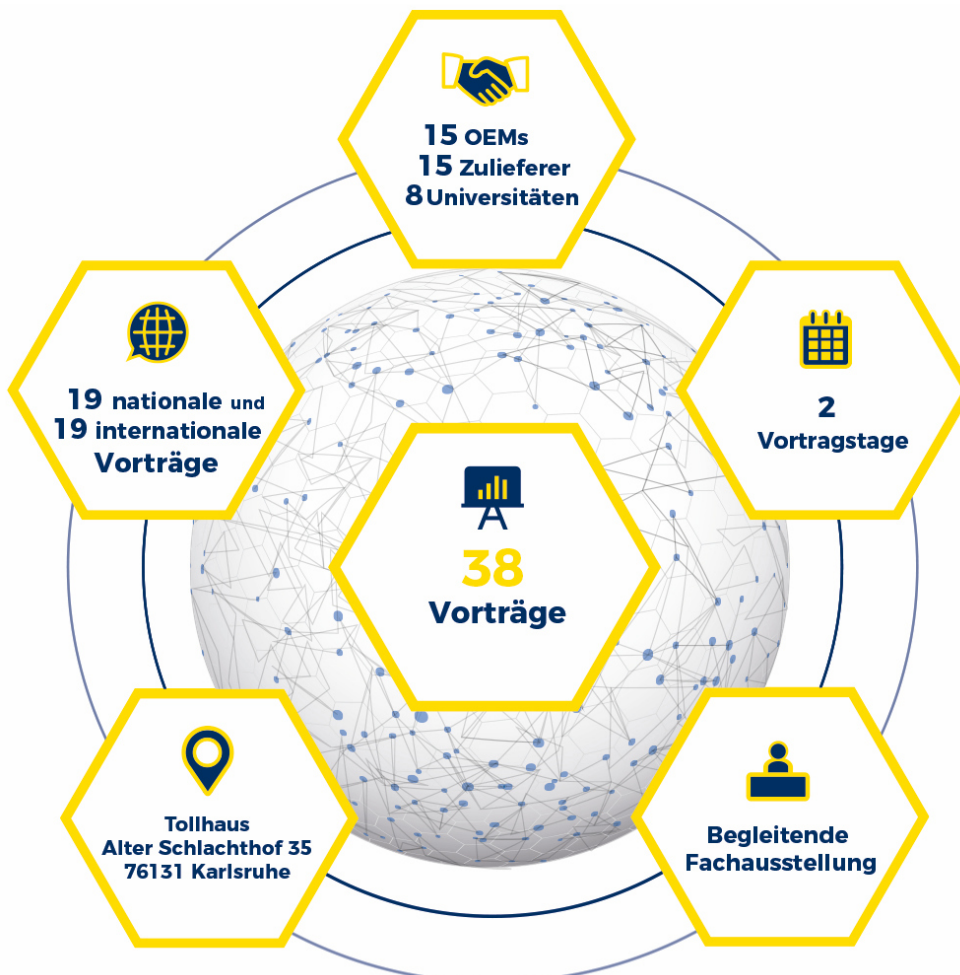 15 OEMs
15 Zulieferer
8 Universitäten
19 nationale und
19 internationale
Vorträge
2
Vortragstage
38
Vorträge
Tollhaus
Alter Schlachthof 35
76131 Karlsruhe
Begleitende
Fachausstellung